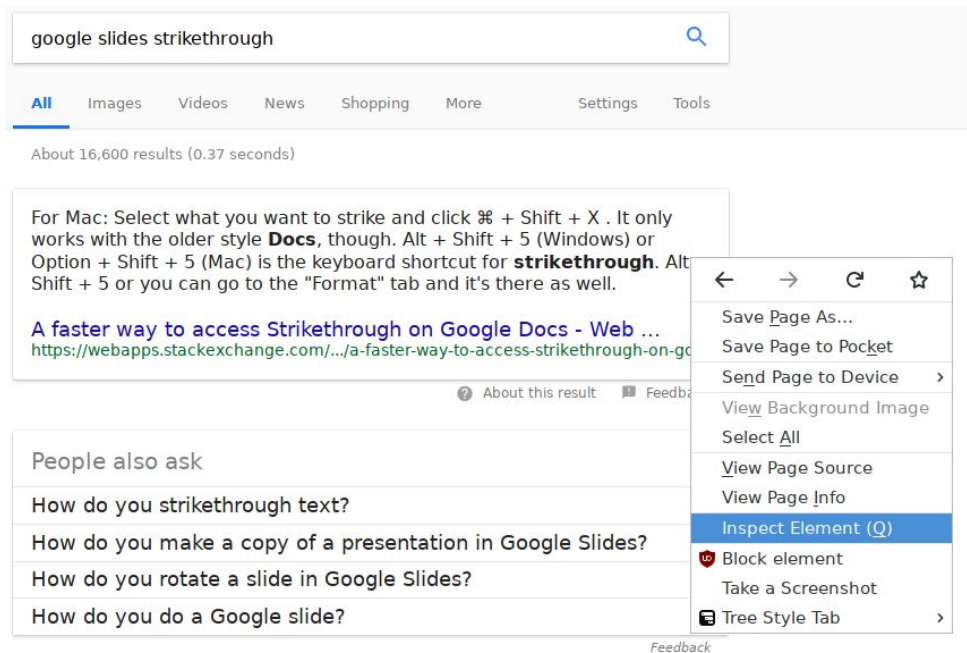 google slides strikethrough
All Images Videos News Shopping More Settings Tools
About 16,600 results (0.37 seconds)
For Mac: Select what you want to strike and click ⌘ + Shift + X . It only
works with the older style Docs, though. Alt + Shift + 5 (Windows) or
Option + Shift + 5 (Mac) is the keyboard shortcut for strikethrough. Alt
Shift + 5 or you can go to the "Format" tab and it's there as well.
A faster way to access Strikethrough on Google Docs - Web ...
https://webapps.stackexchange.com/.../a-faster-way-to-access-strikethrough-on-go
About this result Feedba
People also ask
How do you strikethrough text?
How do you make a copy of a presentation in Google Slides?
How do you rotate a slide in Google Slides?
How do you do a Google slide?
Feedback
Save Page As...
Save Page to Pocket
Send Page to Device
View Background Image
Select All
View Page Source
View Page Info
Inspect Element (Q)
Block element
Take a Screenshot
Tree Style Tab